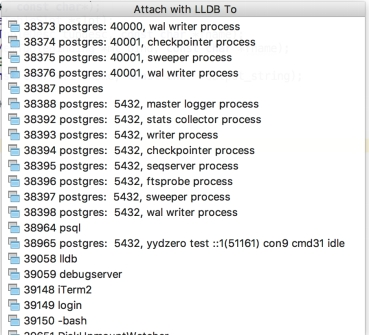 Attach with LLDB To
38373 postgres: 40000, wal writer process
38374 postgres: 40001, checkpointer process
38375 postgres: 40001, sweeper process
38376 postgres: 40001, wal writer process
38387 postgres
38388 postgres:  5432, master logger process
38392 postgres:  5432, stats collector process
38393 postgres:  5432, writer process
38394 postgres:  5432, checkpointer process
38395 postgres:  5432, seqserver process
38396 postgres:  5432, ftsprobe process
38397 postgres:  5432, sweeper process
38398 postgres:  5432, wal writer process
38964 psql
38965 postgres:  5432, yydzero test ::1(51161) con9 cmd31 idle
39058 lldb
39059 debugserver
39148 iTerm2
39149 login
39150 -bash
39651 DiskUnmountWatcher